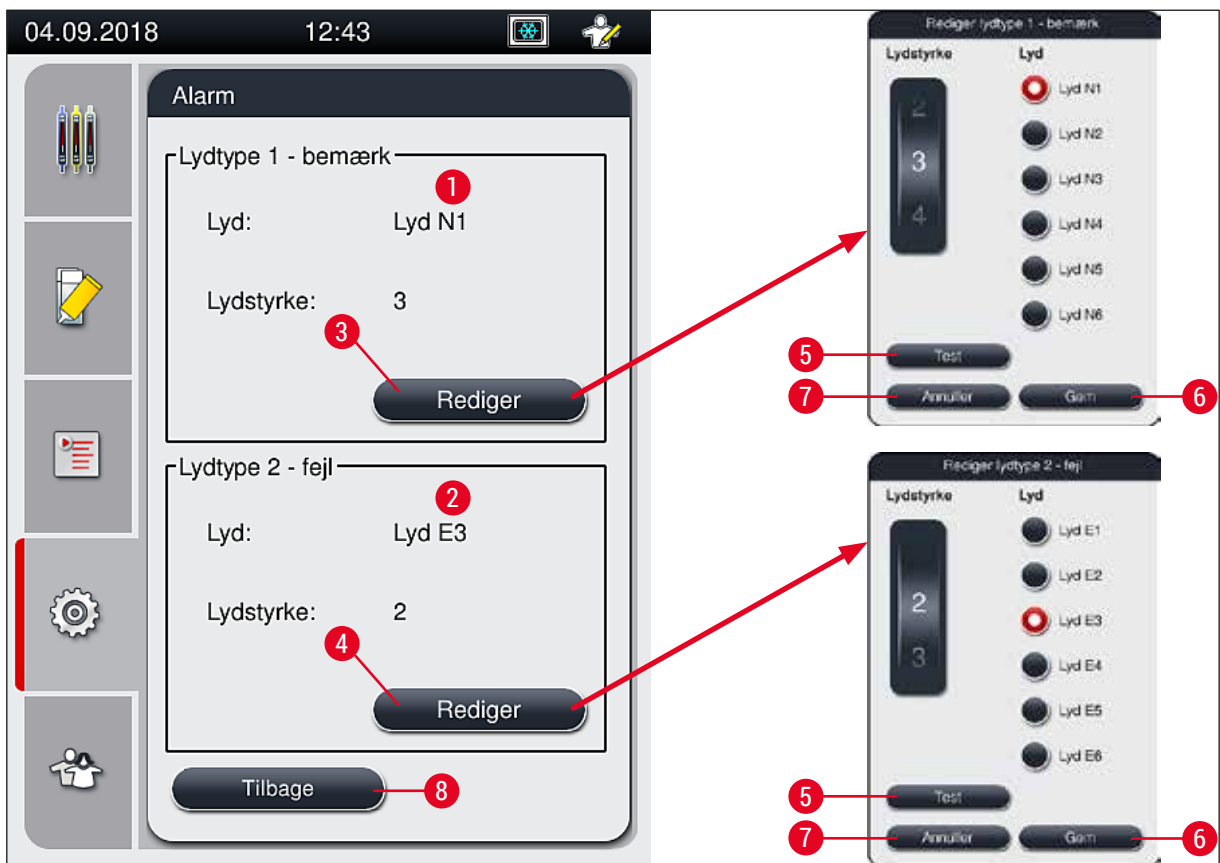 04.09.2018 12:43
Alarm
Lydtype 1 - bemærk
1
Lyd: Lyd N1
Lydstyrke: 3
3
Rediger
Lydtype 2 - fejl
2
Lyd: Lyd E3
Lydstyrke: 2
4
Rediger
Tilbage 8
Rediger lydtype 1 - bemærk
Lydstyrke Lyd
2
3
4
Lyd N1
Lyd N2
Lyd N3
Lyd N4
Lyd N5
Lyd N6
5 Test
7 Annuller Gem 6
Rediger lydtype 2 - fejl
Lydstyrke Lyd
2
3
Lyd E1
Lyd E2
Lyd E3
Lyd E4
Lyd E5
Lyd E6
5 Test
7 Annuller Gem 6